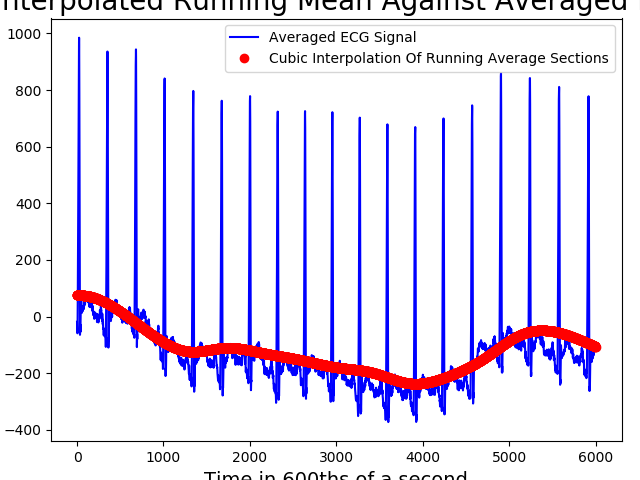 nterpolated Running Mean Against Averaged
Averaged ECG Signal
Cubic Interpolation Of Running Average Sections
1000
800
600
400
200
0
−200
−400
0 1000 2000 3000 4000 5000 6000
Time in 600ths of a second